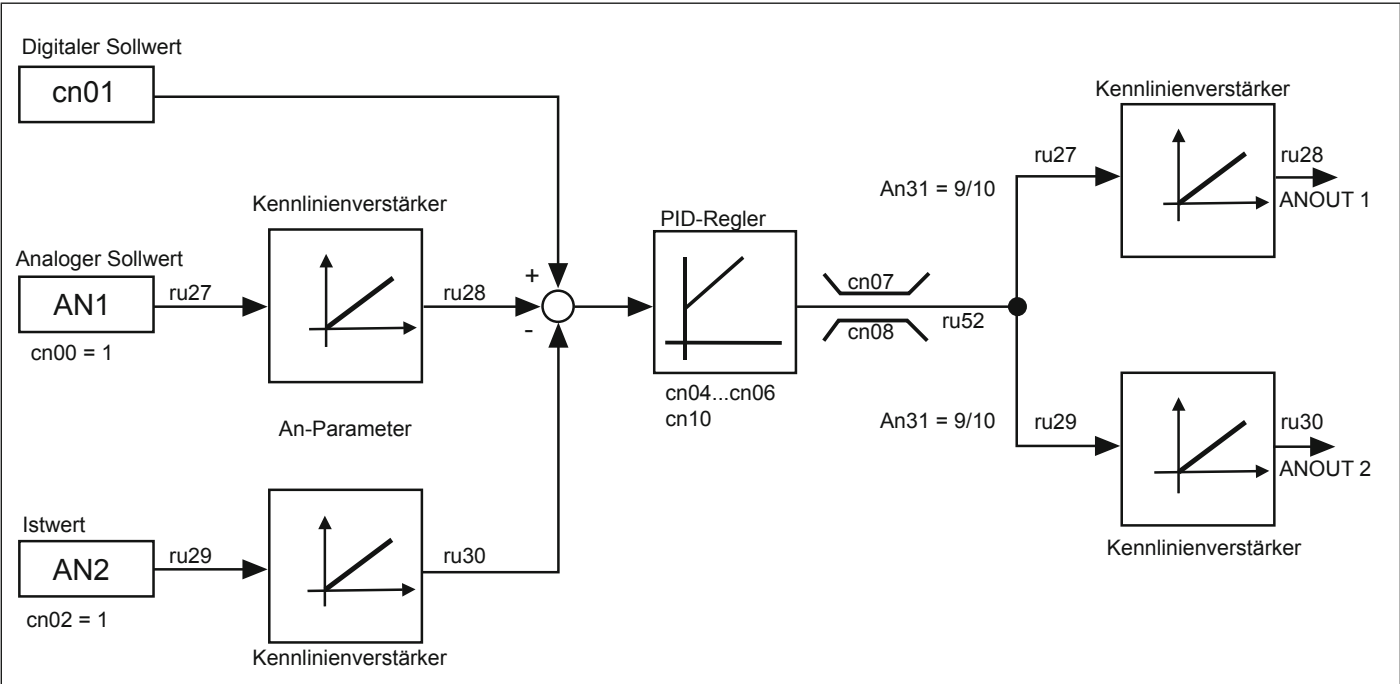 Digitaler Sollwert
cn01
Analoger Sollwert
AN1
cn00 = 1
ru27
Kennlinienverstärker
ru28
An-Parameter
Istwert
AN2
cn02 = 1
ru29
ru30
Kennlinienverstärker
+
-
PID-Regler
cn04...cn06
cn10
cn07
cn08
ru52
An31 = 9/10
ru27
Kennlinienverstärker
ru28
ANOUT 1
An31 = 9/10
ru29
ru30
ANOUT 2
Kennlinienverstärker